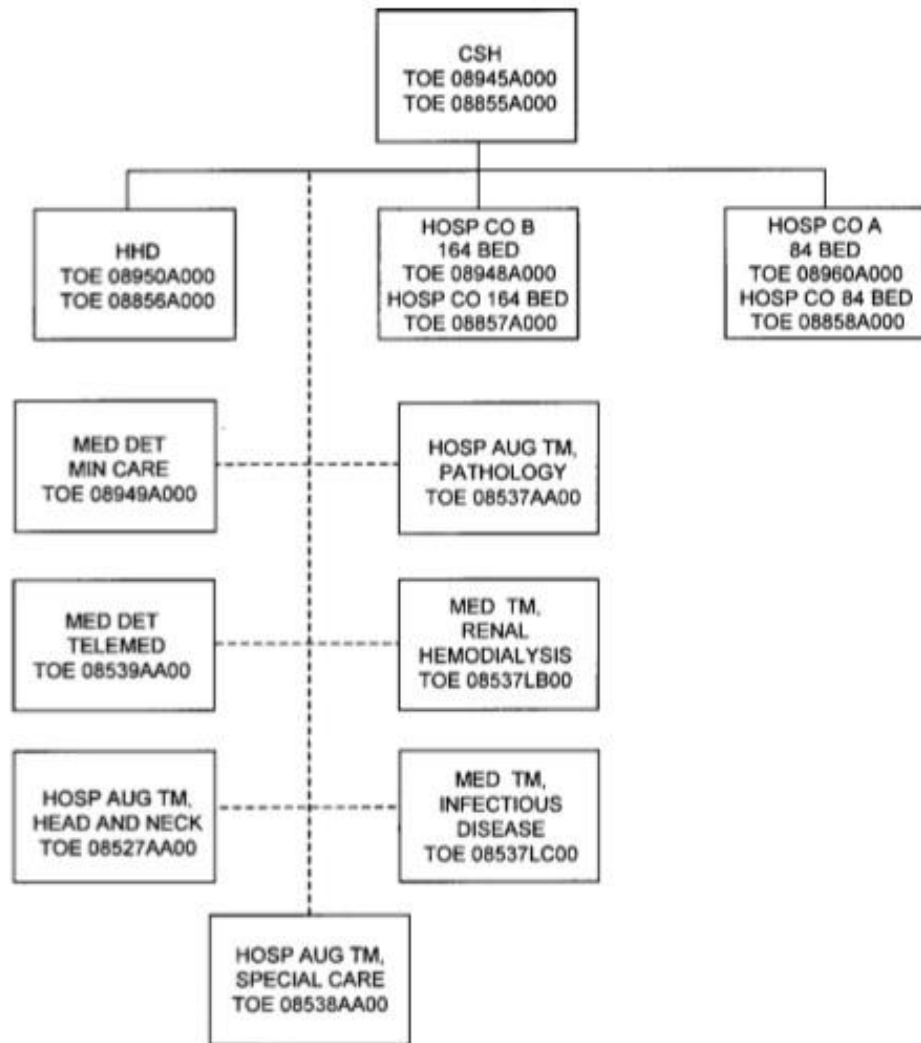 CSH
TOE 08945A000
TOE 08855A000
HHD
TOE 08950A000
TOE 08856A000
HOSP CO B
164 BED
TOE 08948A000
HOSP CO 164 BED
TOE 08857A000
HOSP CO A
84 BED
TOE 08960A000
HOSP CO 84 BED
TOE 08858A000
MED DET
MIN CARE
TOE 08949A000
HOSP AUG TM,
PATHOLOGY
TOE 08537AA00
MED DET
TELEMED
TOE 08539AA00
MED TM,
RENAL
HEMODIALYSIS
TOE 08537LB00
HOSP AUG TM,
HEAD AND NECK
TOE 08527AA00
MED TM,
INFECTIOUS
DISEASE
TOE 08537LC00
HOSP AUG TM,
SPECIAL CARE
TOE 08538AA00